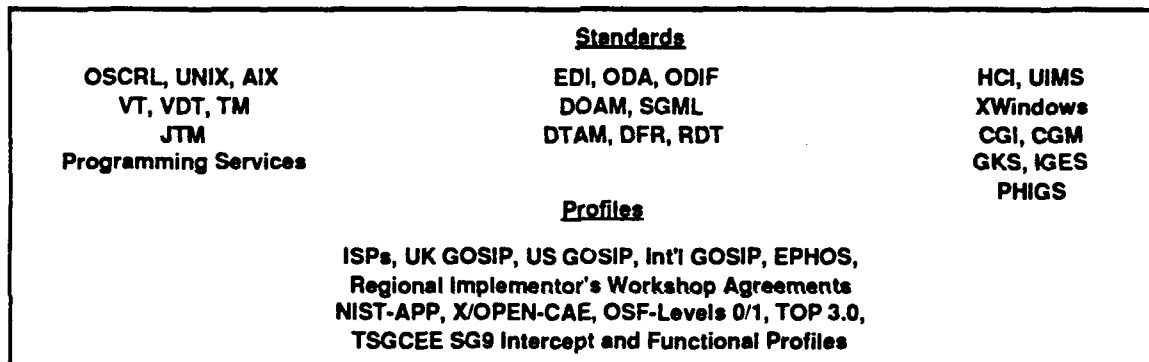 Standards
OSCRL, UNIX, AIX
VT, VDT, TM
JTM
Programming Services
EDI, ODA, ODIF
DOAM, SGML
DTAM, DFR, RDT
HCI, UIMS
XWindows
CGI, CGM
GKS, IGES
PHIGS
Profiles
ISPs, UK GOSIP, US GOSIP, Int'l GOSIP, EPHOS,
Regional Implementor's Workshop Agreements
NIST-APP, X/OPEN-CAE, OSF-Levels 0/1, TOP 3.0,
TSGCEE SG9 Intercept and Functional Profiles